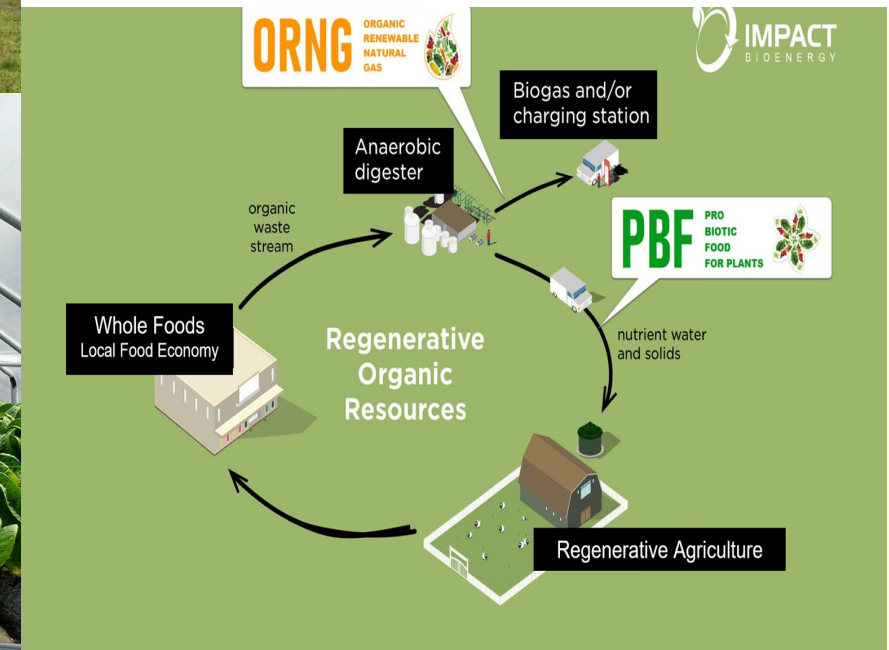 ORNG
ORGANIC
RENEWABLE
NATURAL
GAS
IMPACT
BIOENERGY
Biogas and/or
charging station
Anaerobic
digester
organic
waste
stream
PBF
PRO
BIOTIC
FOOD
FOR PLANTS
Whole Foods
Local Food Economy
Regenerative
Organic
Resources
nutrient water
and solids
Regenerative Agriculture